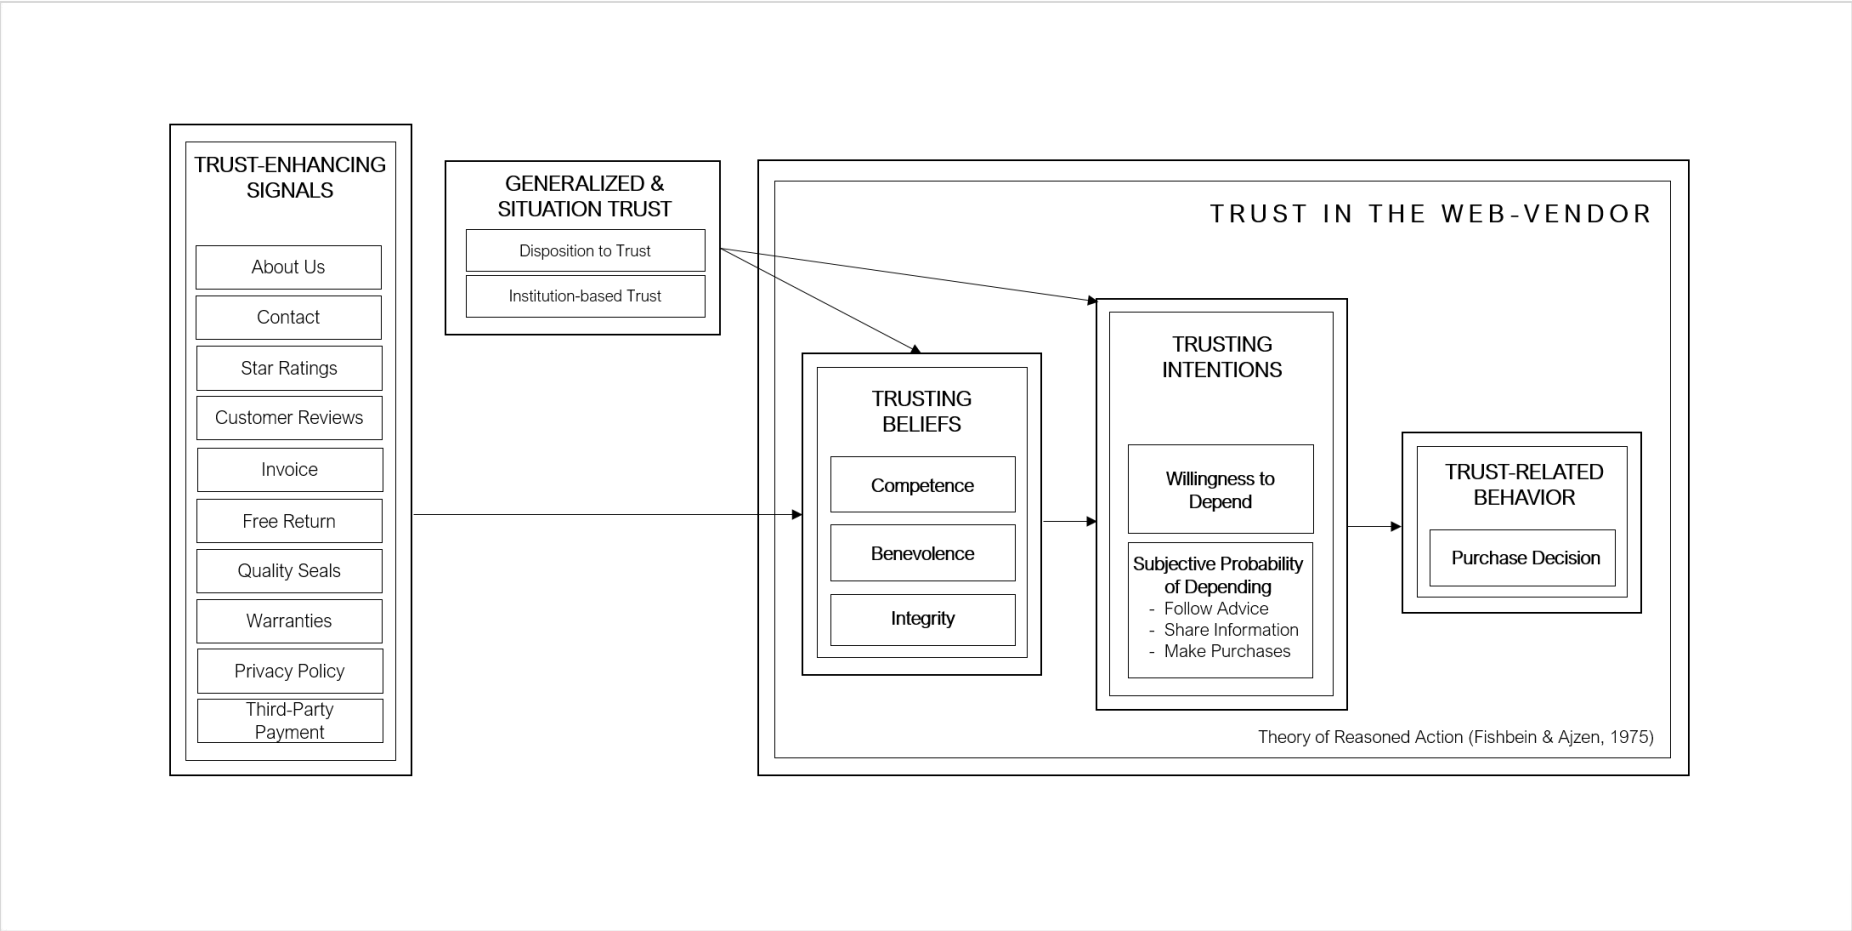 TRUST-ENHANCING
SIGNALS
About Us
Contact
Star Ratings
Customer Reviews
Invoice
Free Return
Quality Seals
Warranties
Privacy Policy
Third-Party
Payment
GENERALIZED &
SITUATION TRUST
Disposition to Trust
Institution-based Trust
TRUST IN THE WEB-VENDOR
TRUSTING
BELIEFS
Competence
Benevolence
Integrity
TRUSTING
INTENTIONS
Willingness to
Depend
Subjective Probability
of Depending
- Follow Advice
- Share Information
- Make Purchases
TRUST-RELATED
BEHAVIOR
Purchase Decision
Theory of Reasoned Action (Fishbein & Ajzen, 1975)